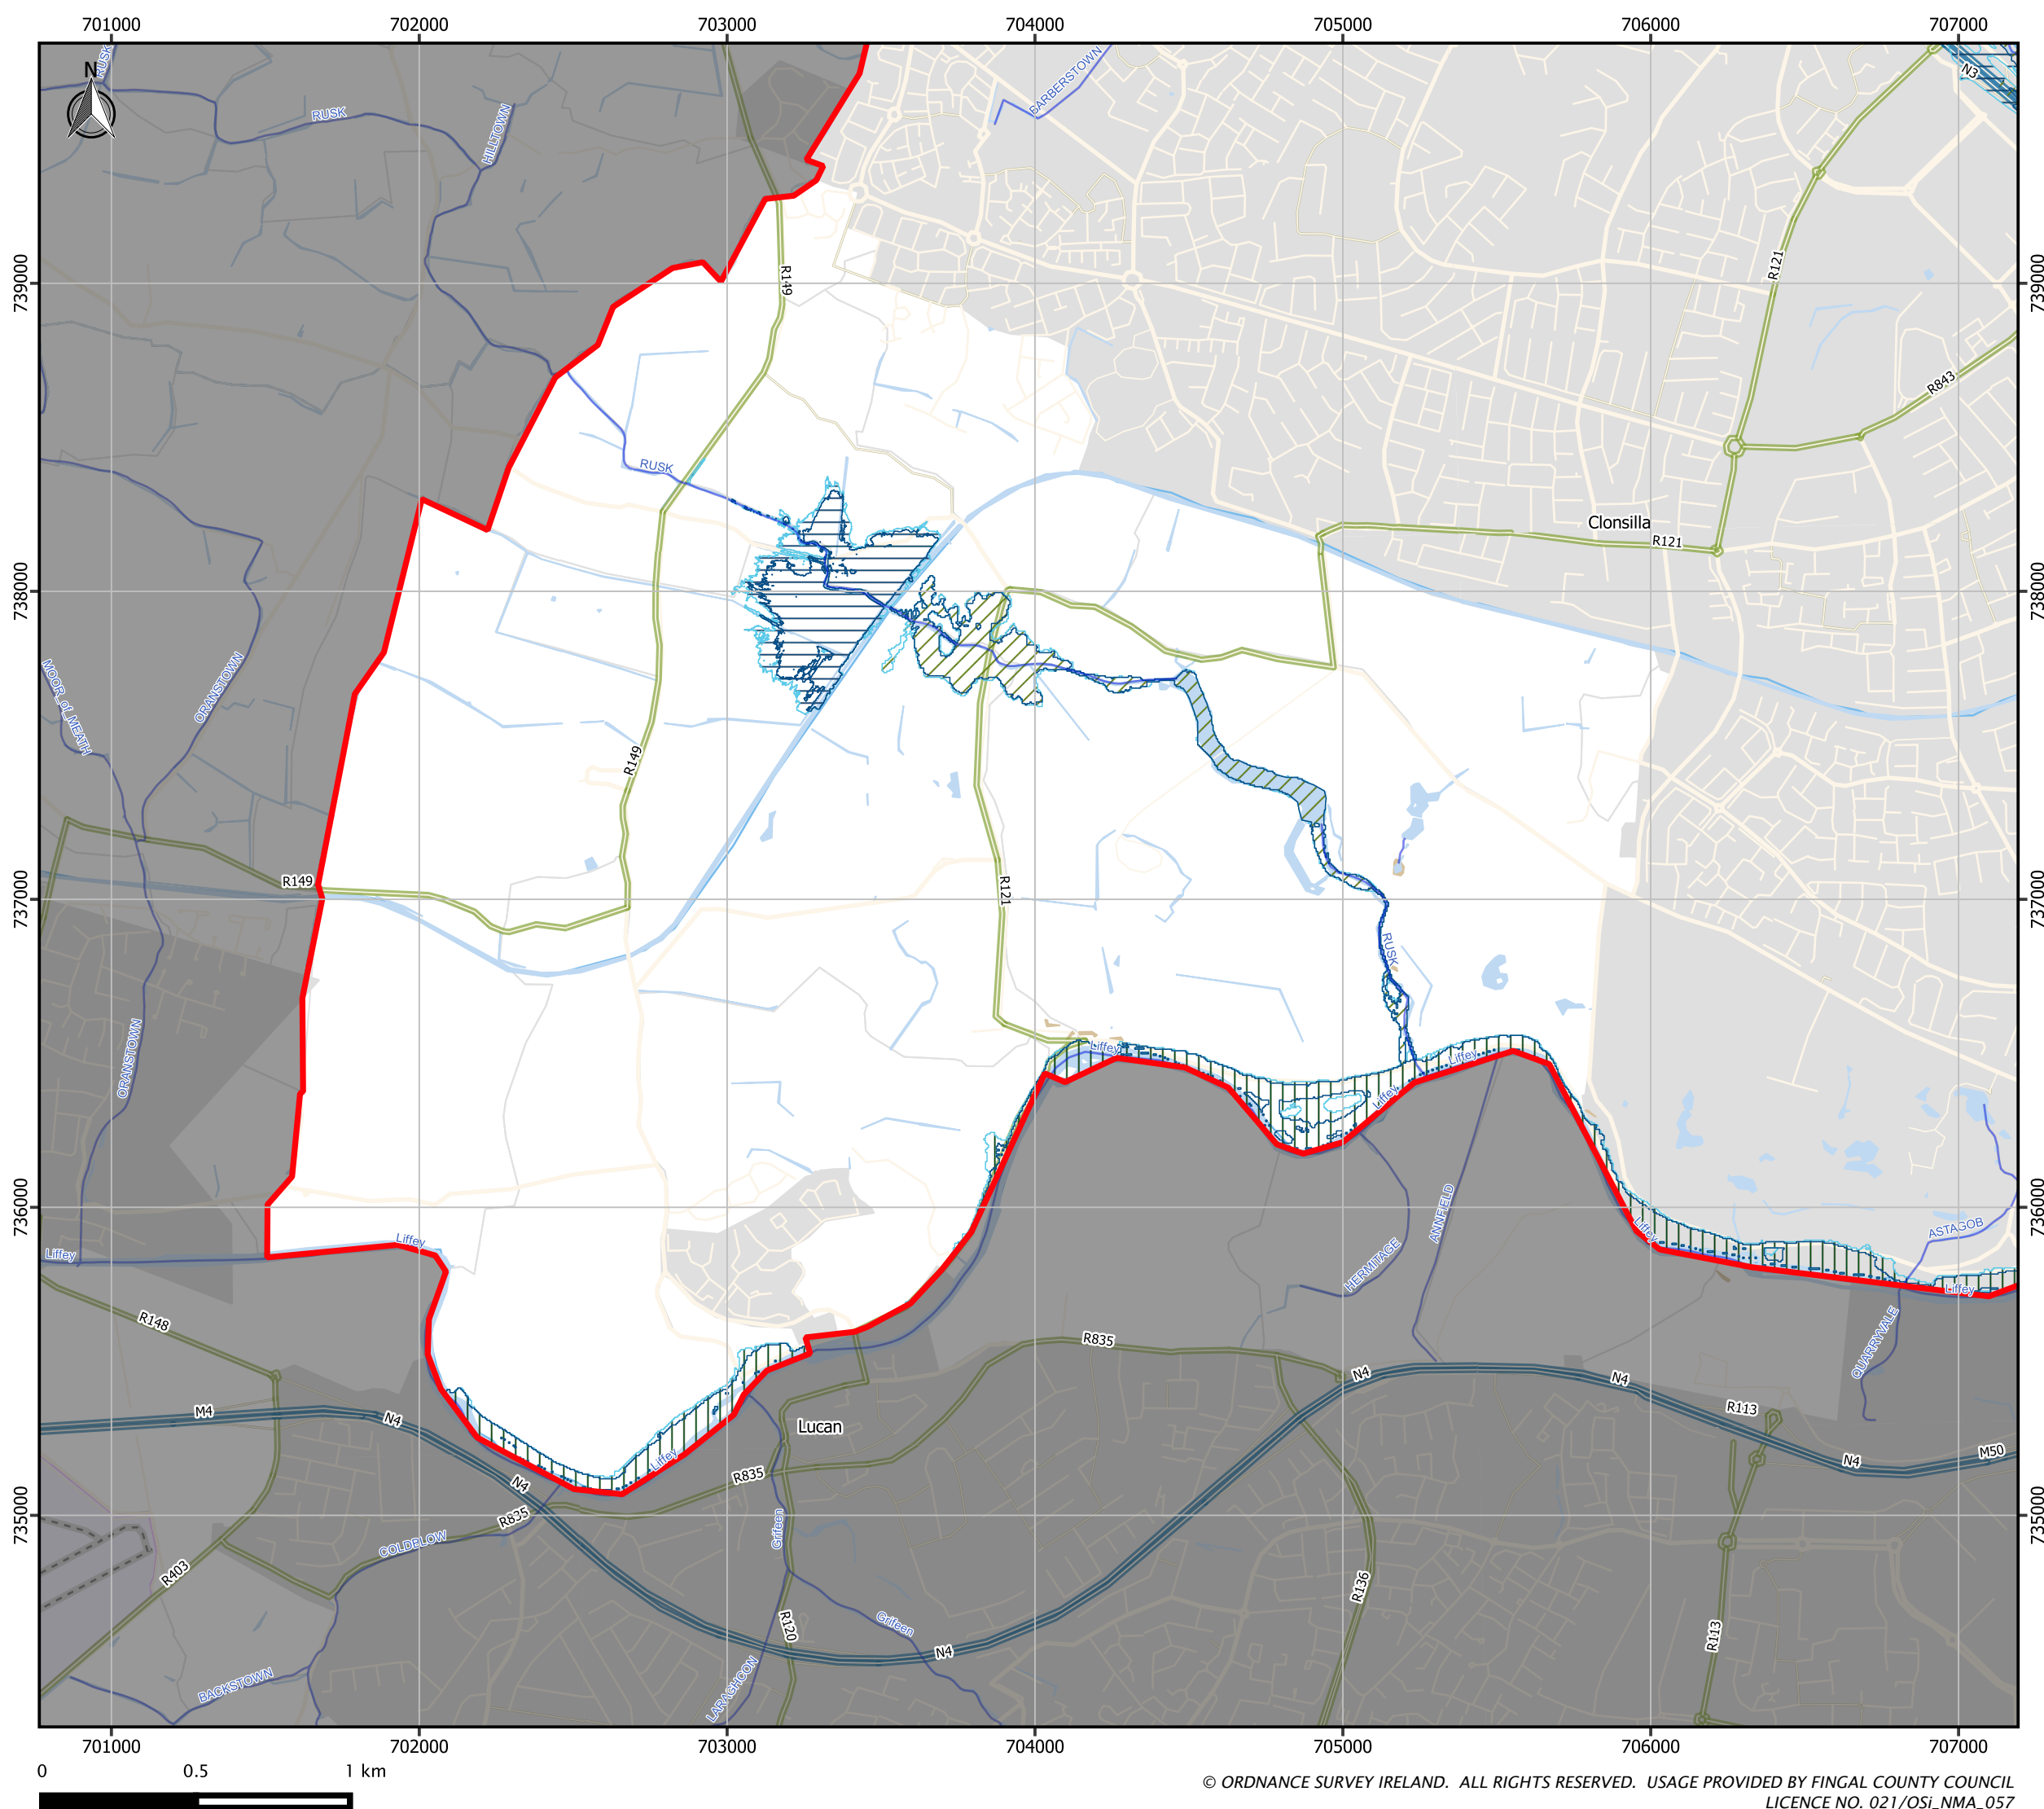 701000 702000 703000 704000 705000 706000 707000
N
RUSK
RUSK
HILLTOWN
BARBERSTOWN
N3
739000
R149
R121
739000
R843
RUSK
Clonsilla
R121
738000
738000
MOOR_of_MEATH
ORANSTOWN
R149
R149
R121
737000
737000
RUSK
ORANSTOWN
Liffey
Liffey
Liffey
736000
736000
Liffey
Liffey
Liffey
ANNFIELD
HERMITAGE
ASTAGOB
Liffey
QUARRYVALE
R148
R835
N4
N4
M4
N4
R113
Lucan
Liffey
N4
M50
R835
N4
735000
735000
R835
COLDBLOW
Grifeen
R403
R136
R120
Grifeen
R113
N4
BACKSTOWN
LARAGHCON
701000 702000 703000 704000 705000 706000 707000
0 0.5 1 km
© ORDNANCE SURVEY IRELAND. ALL RIGHTS RESERVED. USAGE PROVIDED BY FINGAL COUNTY COUNCIL
LICENCE NO. 021/OSi_NMA_057